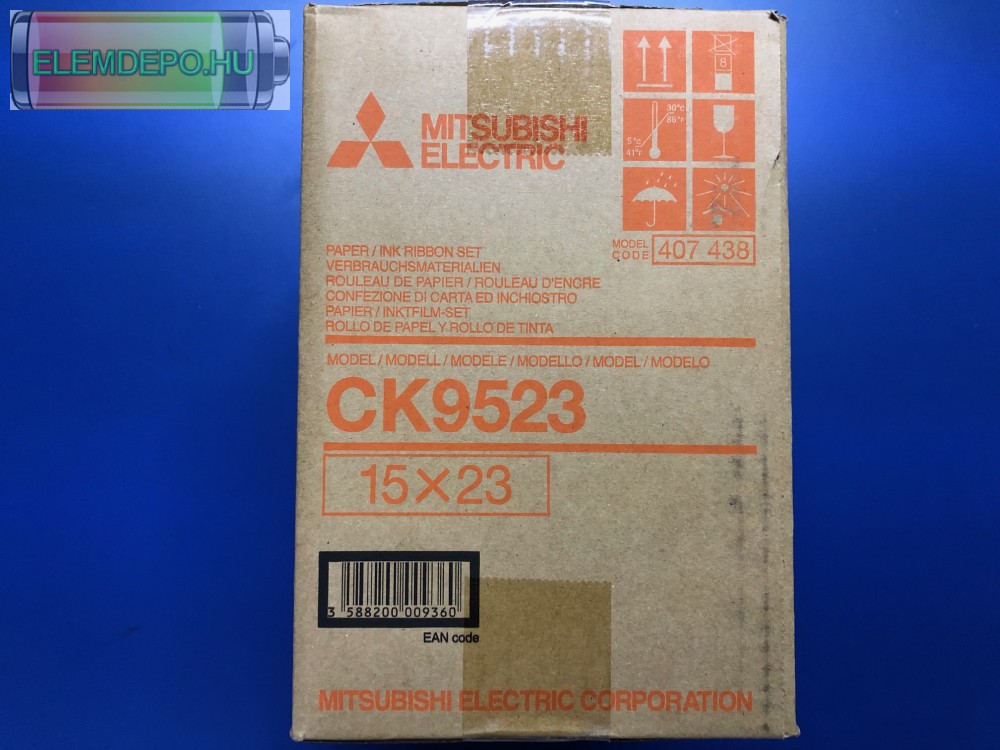 ELEMDEPO.HU
MITSUBISHI
ELECTRIC
8
30°C
86°F
5°C
41°F
MODEL
CODE
407 438
PAPER / INK RIBBON SET
VERBRAUCHSMATERIALIEN
ROULEAU DE PAPIER / ROULEAU D'ENCRE
CONFEZIONE DI CARTA ED INCHIOSTRO
PAPIER / INKTFILM-SET
ROLLO DE PAPEL Y ROLLO DE TINTA
MODEL / MODELL / MODELE / MODELLO / MODEL / MODELO
CK9523
15×23
3 588200 009360
EAN code
MITSUBISHI ELECTRIC CORPORATION